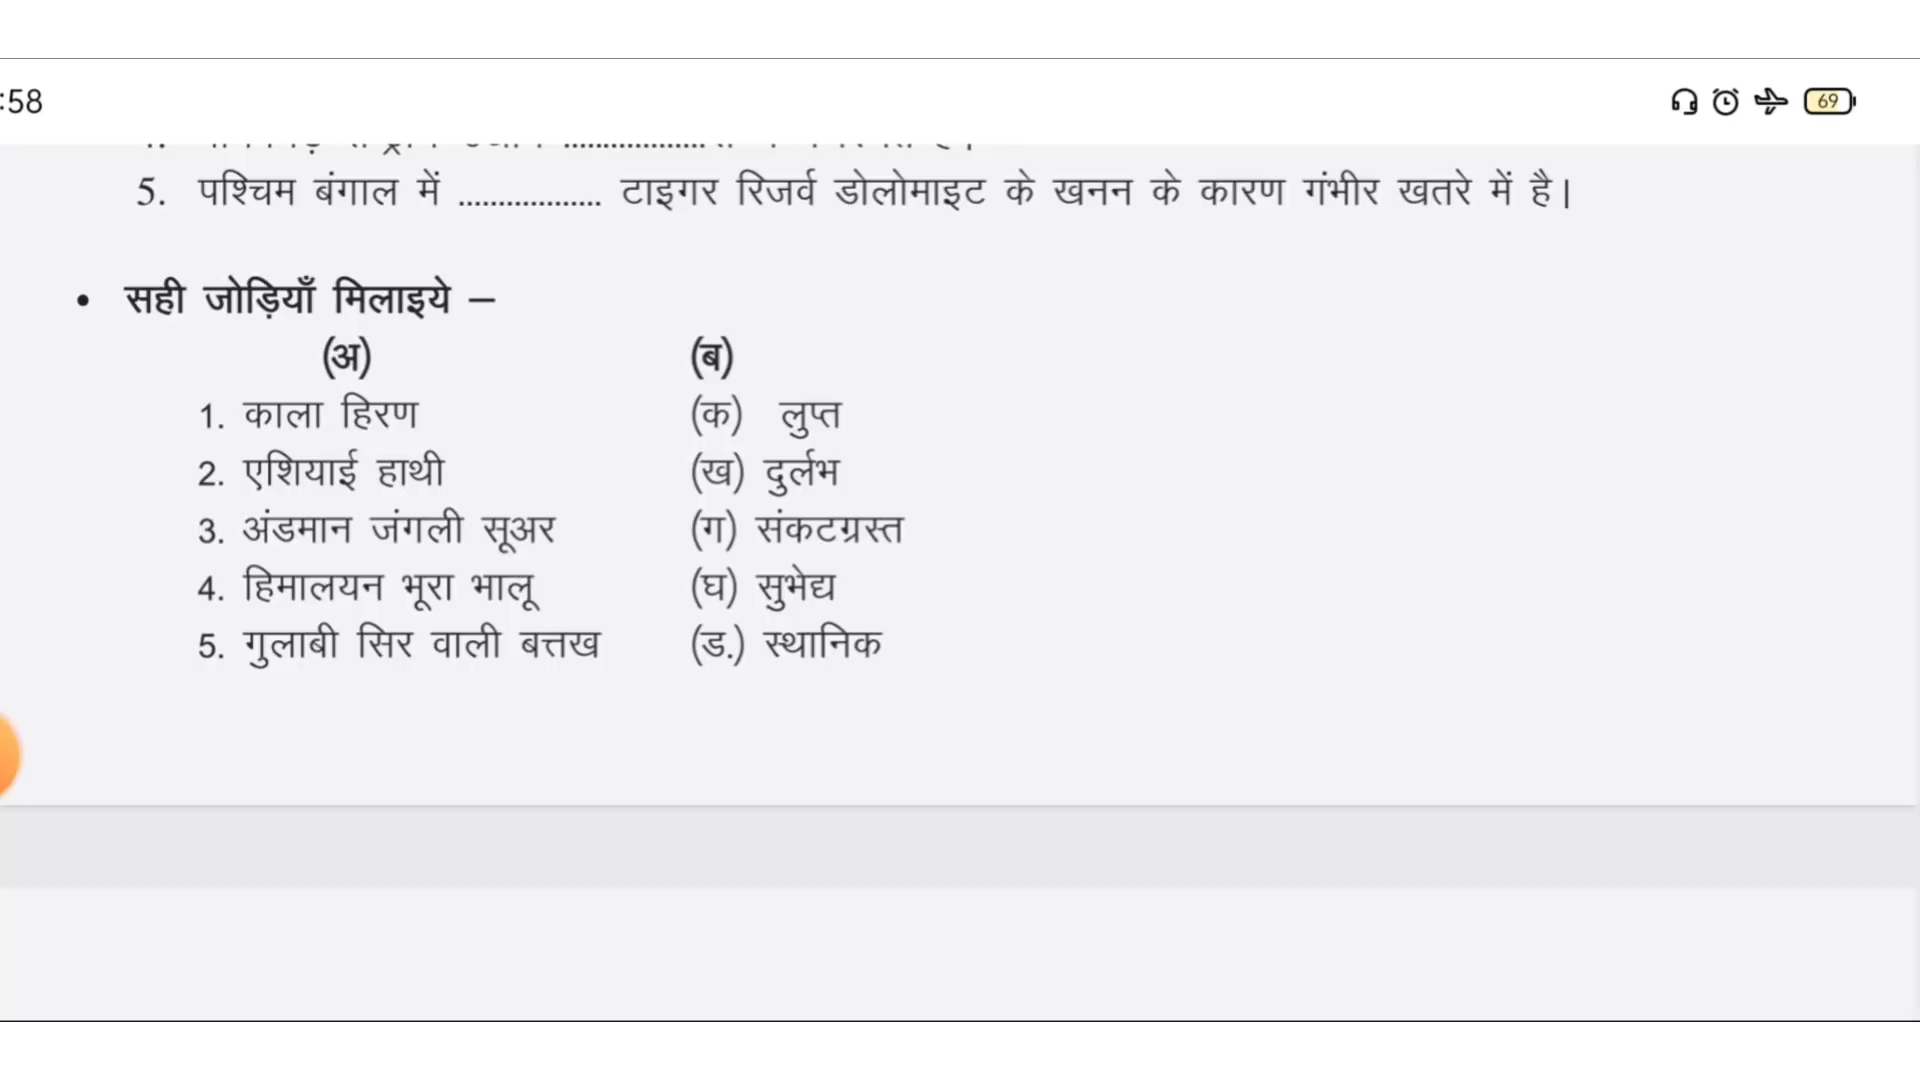 :58
69
5. पश्चिम बंगाल में .................. टाइगर रिजर्व डोलोमाइट के खनन के कारण गंभीर खतरे में है।
• सही जोड़ियाँ मिलाइये –
(अ) (ब)
1. काला हिरण (क) लुप्त
2. एशियाई हाथी (ख) दुर्लभ
3. अंडमान जंगली सूअर (ग) संकटग्रस्त
4. हिमालयन भूरा भालू (घ) सुभेद्य
5. गुलाबी सिर वाली बत्तख (ड.) स्थानिक